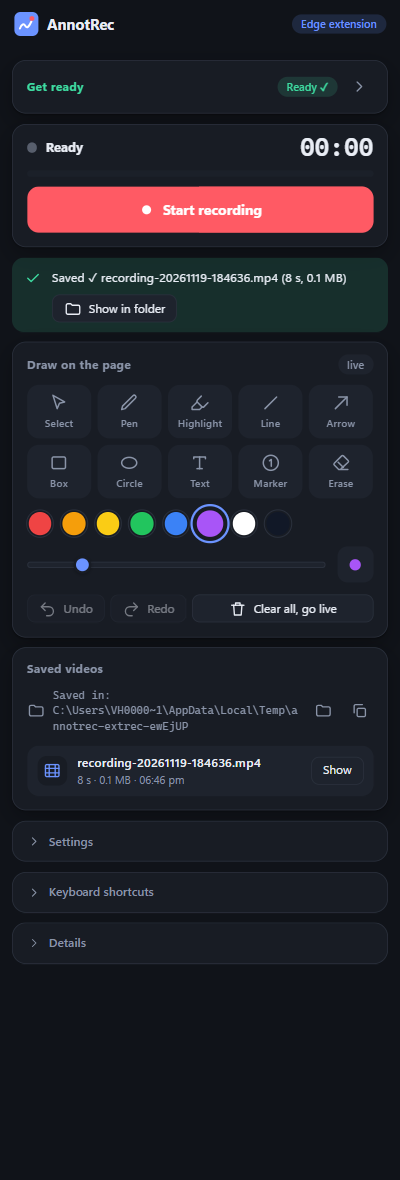 AnnotRec
Edge extension
Get ready
Ready ✓
Ready
00:00
Start recording
Saved ✓ recording-20261119-184636.mp4 (8 s, 0.1 MB)
Show in folder
Draw on the page
live
Select
Pen
Highlight
Line
Arrow
Box
Circle
Text
1
Marker
Erase
Undo
Redo
Clear all, go live
Saved videos
Saved in:
C:\Users\VH0000~1\AppData\Local\Temp\a
nnotrec-extrec-ewEjUP
recording-20261119-184636.mp4
8 s · 0.1 MB · 06:46 pm
Show
Settings
Keyboard shortcuts
Details